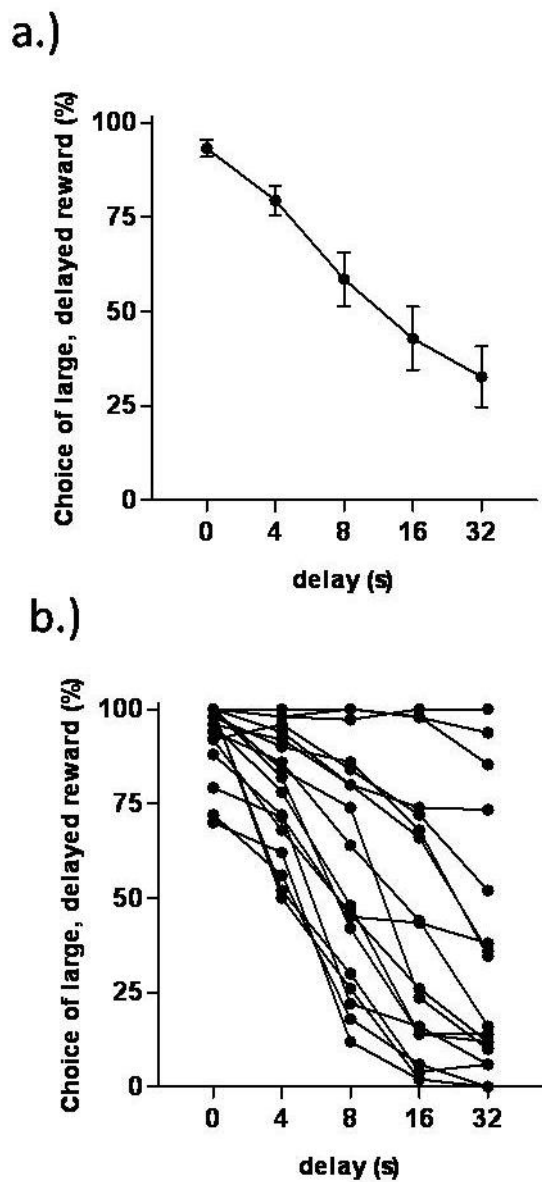 a.)
Choice of large, delayed reward (%)
100
75
50
25
0
0 4 8 16 32
delay (s)
b.)
Choice of large, delayed reward (%)
100
75
50
25
0
0 4 8 16 32
delay (s)